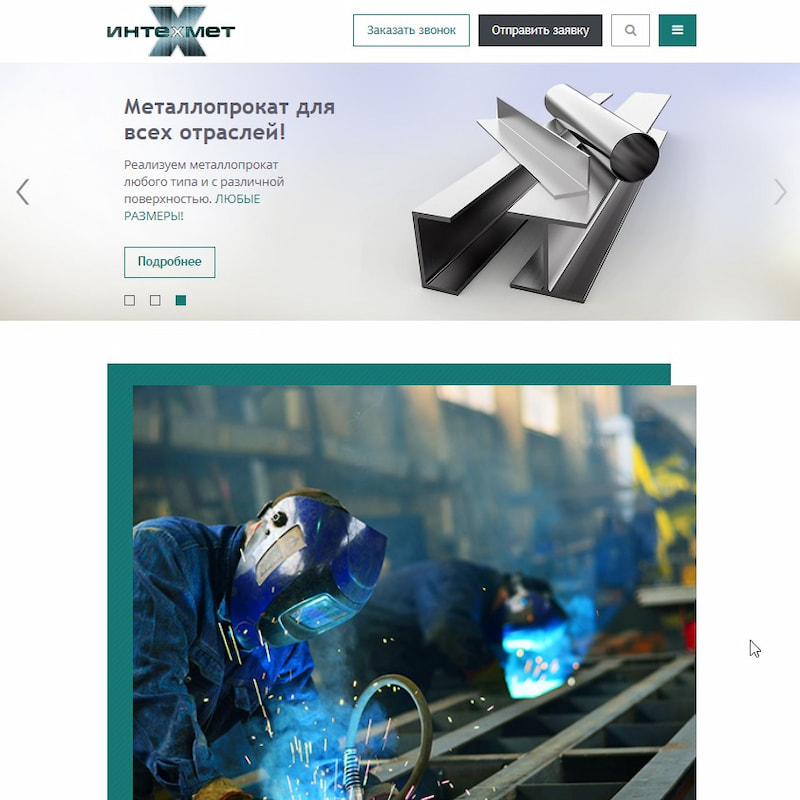 ИНТЕХМЕТ
Заказать звонок
Отправить заявку
Металлопрокат для
всех отраслей!
Реализуем металлопрокат
любого типа и с различной
поверхностью. ЛЮБЫЕ
РАЗМЕРЫ!
Подробнее